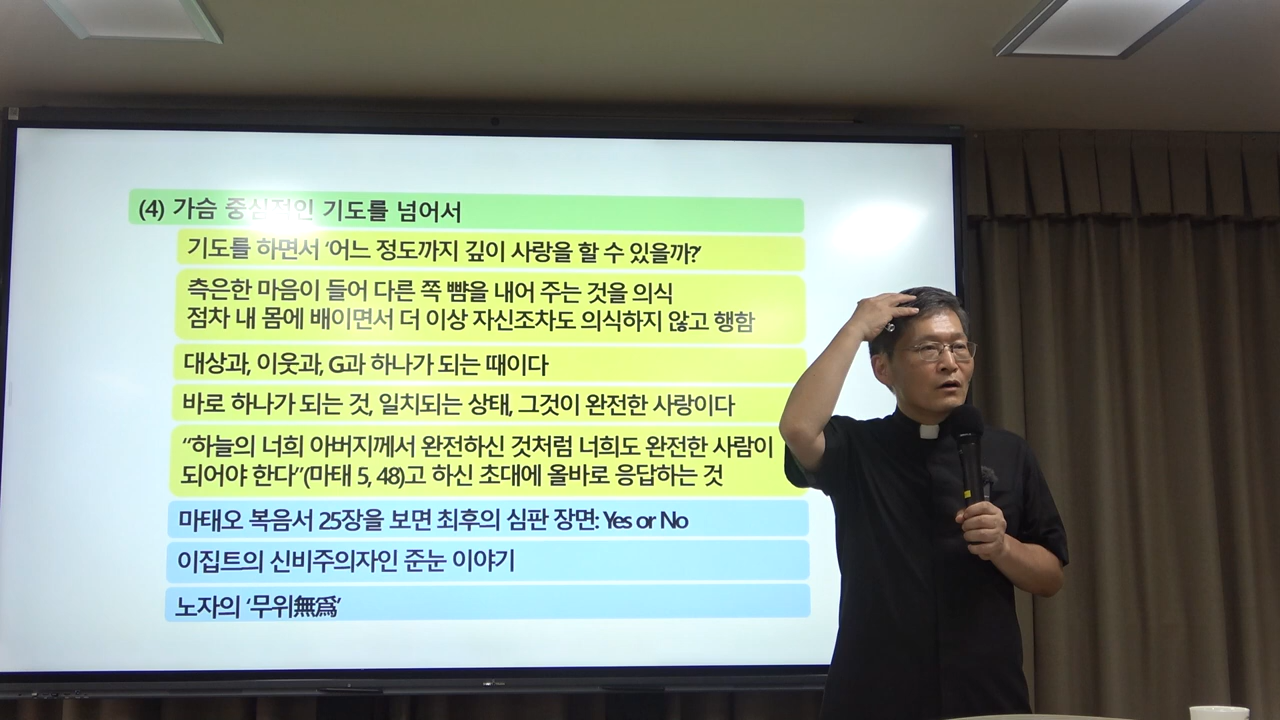 (4) 가슴 중심적인 기도를 넘어서
기도를 하면서 ‘어느 정도까지 깊이 사랑을 할 수 있을까?’
측은한 마음이 들어 다른 쪽 뺨을 내어 주는 것을 의식
점차 내 몸에 배이면서 더 이상 자신조차도 의식하지 않고 행함
대상과, 이웃과, G과 하나가 되는 때이다
바로 하나가 되는 것, 일치되는 상태, 그것이 완전한 사랑이다
“하늘의 너희 아버지께서 완전하신 것처럼 너희도 완전한 사람이
되어야 한다”(마태 5, 48)고 하신 초대에 올바로 응답하는 것
마태오 복음서 25장을 보면 최후의 심판 장면: Yes or No
이집트의 신비주의자인 준눈 이야기
노자의 ‘무위無爲’